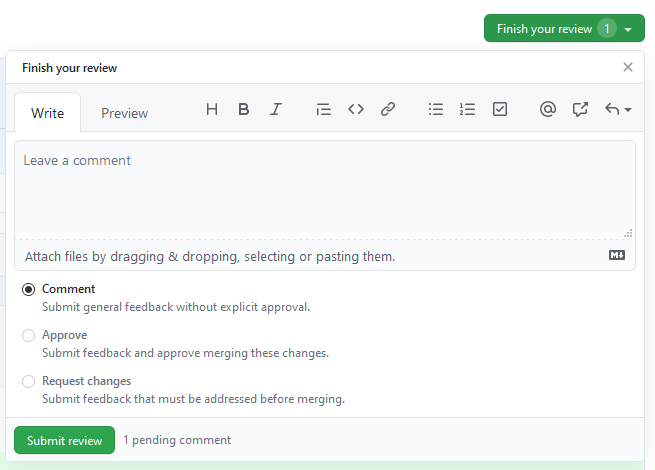 Finish your review 1
Finish your review
Write Preview
Leave a comment
Attach files by dragging & dropping, selecting or pasting them.
Comment
Submit general feedback without explicit approval.
Approve
Submit feedback and approve merging these changes.
Request changes
Submit feedback that must be addressed before merging.
Submit review 1 pending comment